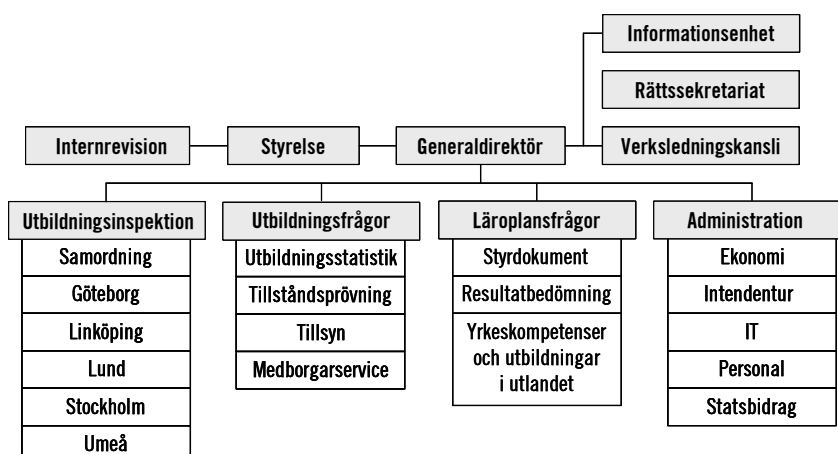 Informationsenhet
Rättssekretariat
Internrevision
Styrelse
Generaldirektör
Verksledningskansli
Utbildningsinspektion
Samordning
Göteborg
Linköping
Lund
Stockholm
Umeå
Utbildningsfrågor
Utbildningsstatistik
Tillståndsprövning
Tillsyn
Medborgarservice
Läroplansfrågor
Styrdokument
Resultatbedömning
Yrkeskompetenser
och utbildningar
i utlandet
Administration
Ekonomi
Intendentur
IT
Personal
Statsbidrag